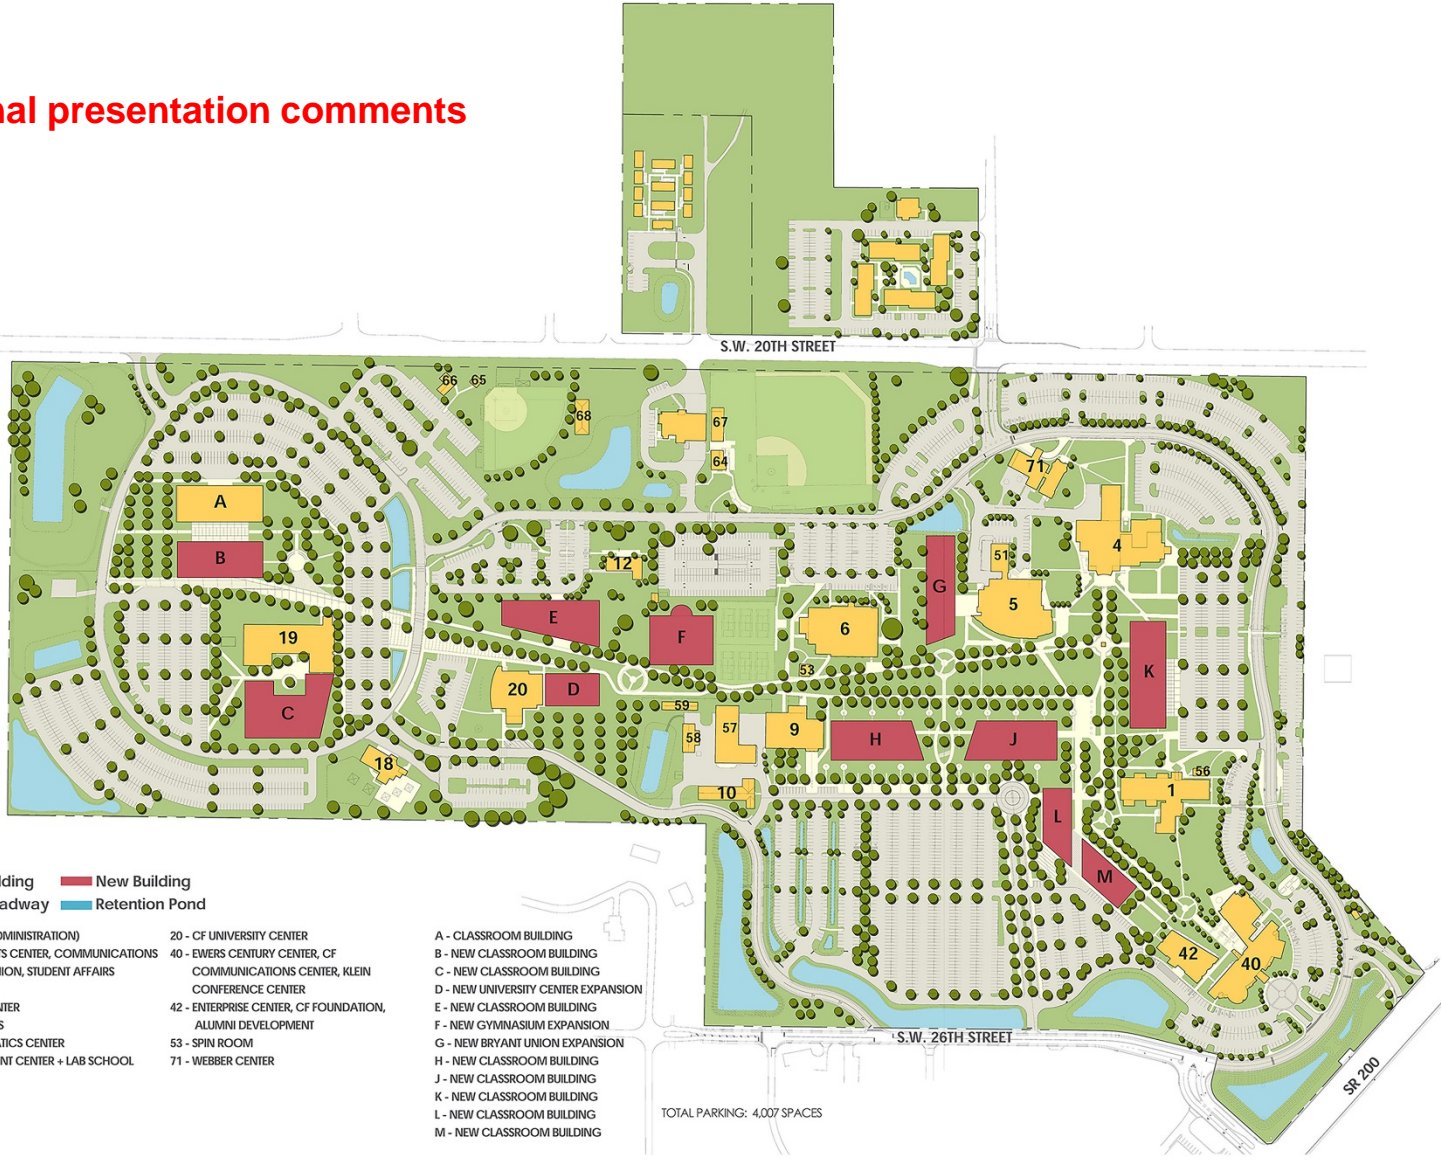 nal presentation comments
S.W. 20TH STREET
66
65
68
67
64
71
A
4
B
12
51
G
5
E
6
F
19
53
K
20
D
C
59
57
9
58
H
J
18
56
10
1
L
M
42
40
lding
New Building
adway
Retention Pond
DMINISTRATION)
TS CENTER, COMMUNICATIONS
NION, STUDENT AFFAIRS
NTER
S
ATICS CENTER
ENT CENTER + LAB SCHOOL
20 - CF UNIVERSITY CENTER
40 - EWERS CENTURY CENTER, CF
COMMUNICATIONS CENTER, KLEIN
CONFERENCE CENTER
42 - ENTERPRISE CENTER, CF FOUNDATION,
ALUMNI DEVELOPMENT
53 - SPIN ROOM
71 - WEBBER CENTER
A - CLASSROOM BUILDING
B - NEW CLASSROOM BUILDING
C - NEW CLASSROOM BUILDING
D - NEW UNIVERSITY CENTER EXPANSION
E - NEW CLASSROOM BUILDING
F - NEW GYMNASIUM EXPANSION
G - NEW BRYANT UNION EXPANSION
H - NEW CLASSROOM BUILDING
J - NEW CLASSROOM BUILDING
K - NEW CLASSROOM BUILDING
L - NEW CLASSROOM BUILDING
M - NEW CLASSROOM BUILDING
TOTAL PARKING: 4,007 SPACES
S.W. 26TH STREET
SR 200